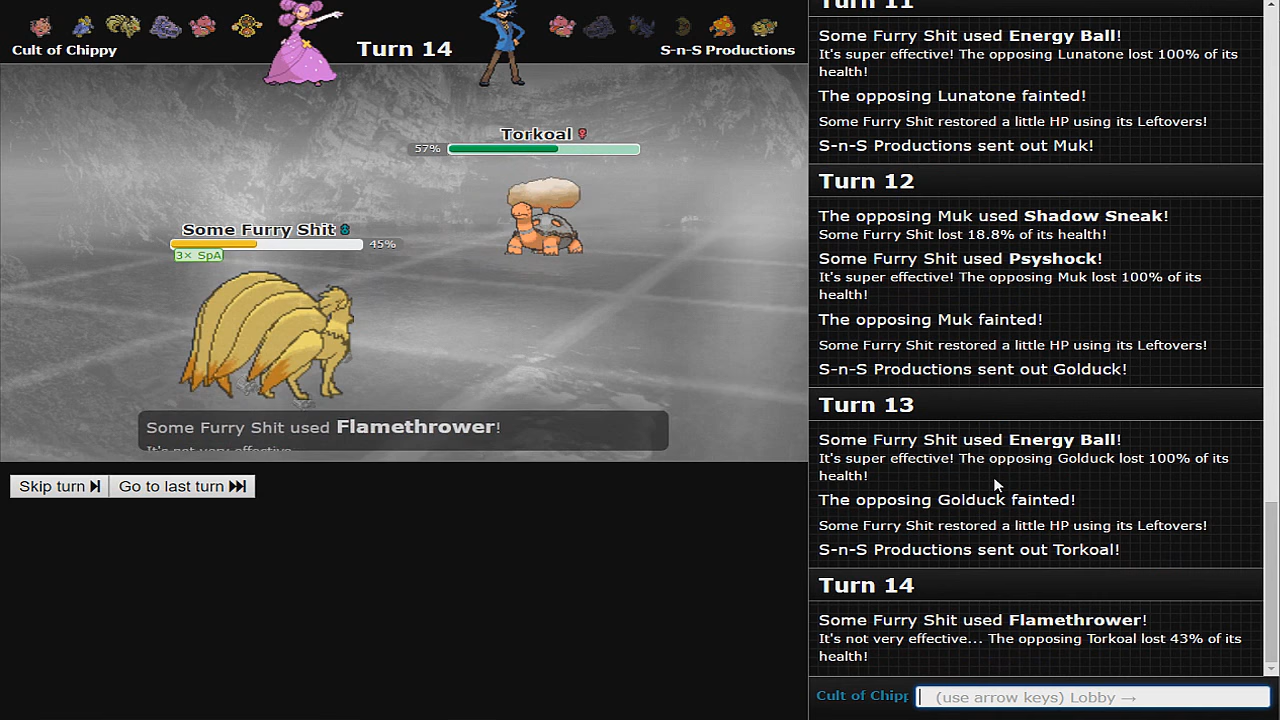 Cult of Chippy
Turn 14
S-n-S Productions
Torkoal
57%
Some Furry Shit
45%
3× SpA
Some Furry Shit used Flamethrower!
It's not very effective...
Skip turn
Go to last turn
Turn 11
Some Furry Shit used Energy Ball!
It's super effective! The opposing Lunatone lost 100% of its
health!
The opposing Lunatone fainted!
Some Furry Shit restored a little HP using its Leftovers!
S-n-S Productions sent out Muk!
Turn 12
The opposing Muk used Shadow Sneak!
Some Furry Shit lost 18.8% of its health!
Some Furry Shit used Psyshock!
It's super effective! The opposing Muk lost 100% of its
health!
The opposing Muk fainted!
Some Furry Shit restored a little HP using its Leftovers!
S-n-S Productions sent out Golduck!
Turn 13
Some Furry Shit used Energy Ball!
It's super effective! The opposing Golduck lost 100% of its
health!
The opposing Golduck fainted!
Some Furry Shit restored a little HP using its Leftovers!
S-n-S Productions sent out Torkoal!
Turn 14
Some Furry Shit used Flamethrower!
It's not very effective... The opposing Torkoal lost 43% of its
health!
Cult of Chipp
(use arrow keys) Lobby →